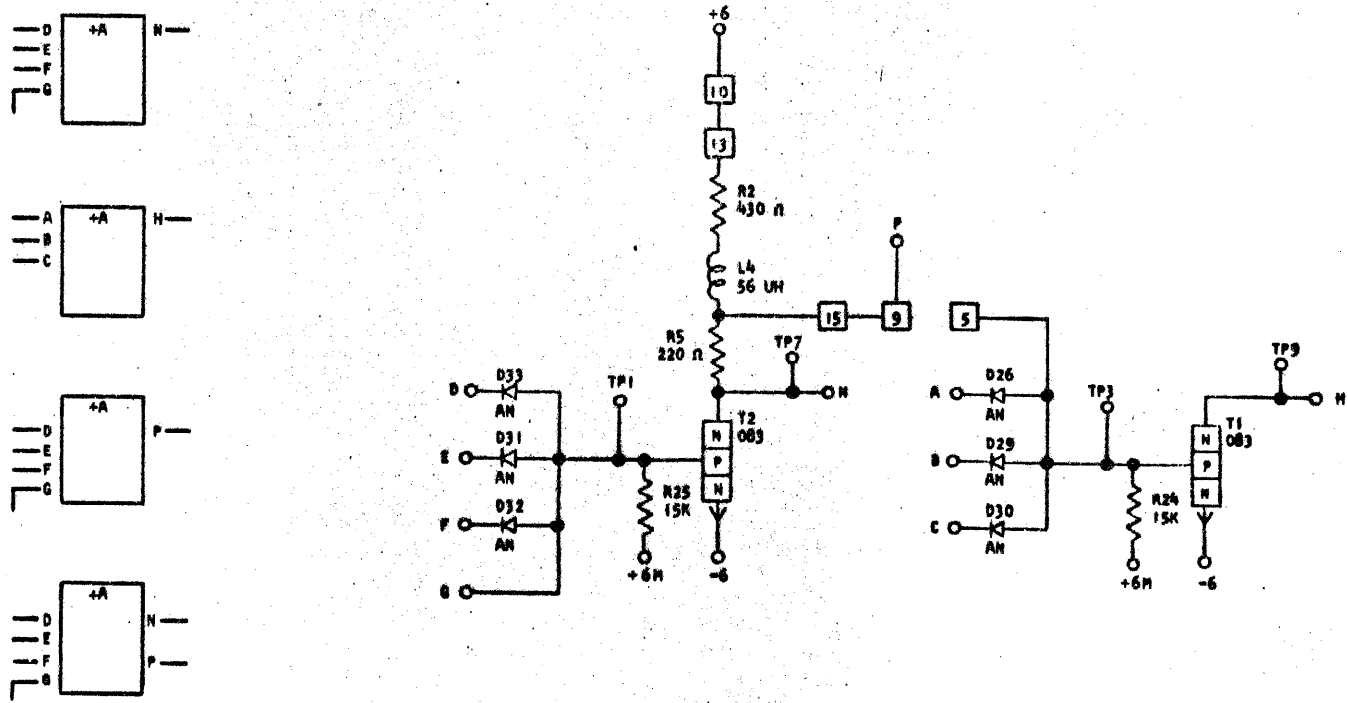 D +A N
E
F
G
A +A H
B
C
D +A P
E
F
G
+A
D N
E
F P
G
+6
10
13
R2
430 Ω
L4
56 UH
P
15 9 5
R5
220 Ω
TP7
N
D33
D
AN
TP1
D31
E
AN
D32
F
AN
G
R25
15K
+6M
T2
083
N
P
N
-6
D26
A
AN
D29
B
AN
D30
C
AN
TP3
R24
15K
+6M
TP9
H
T1
083
N
P
N
-6